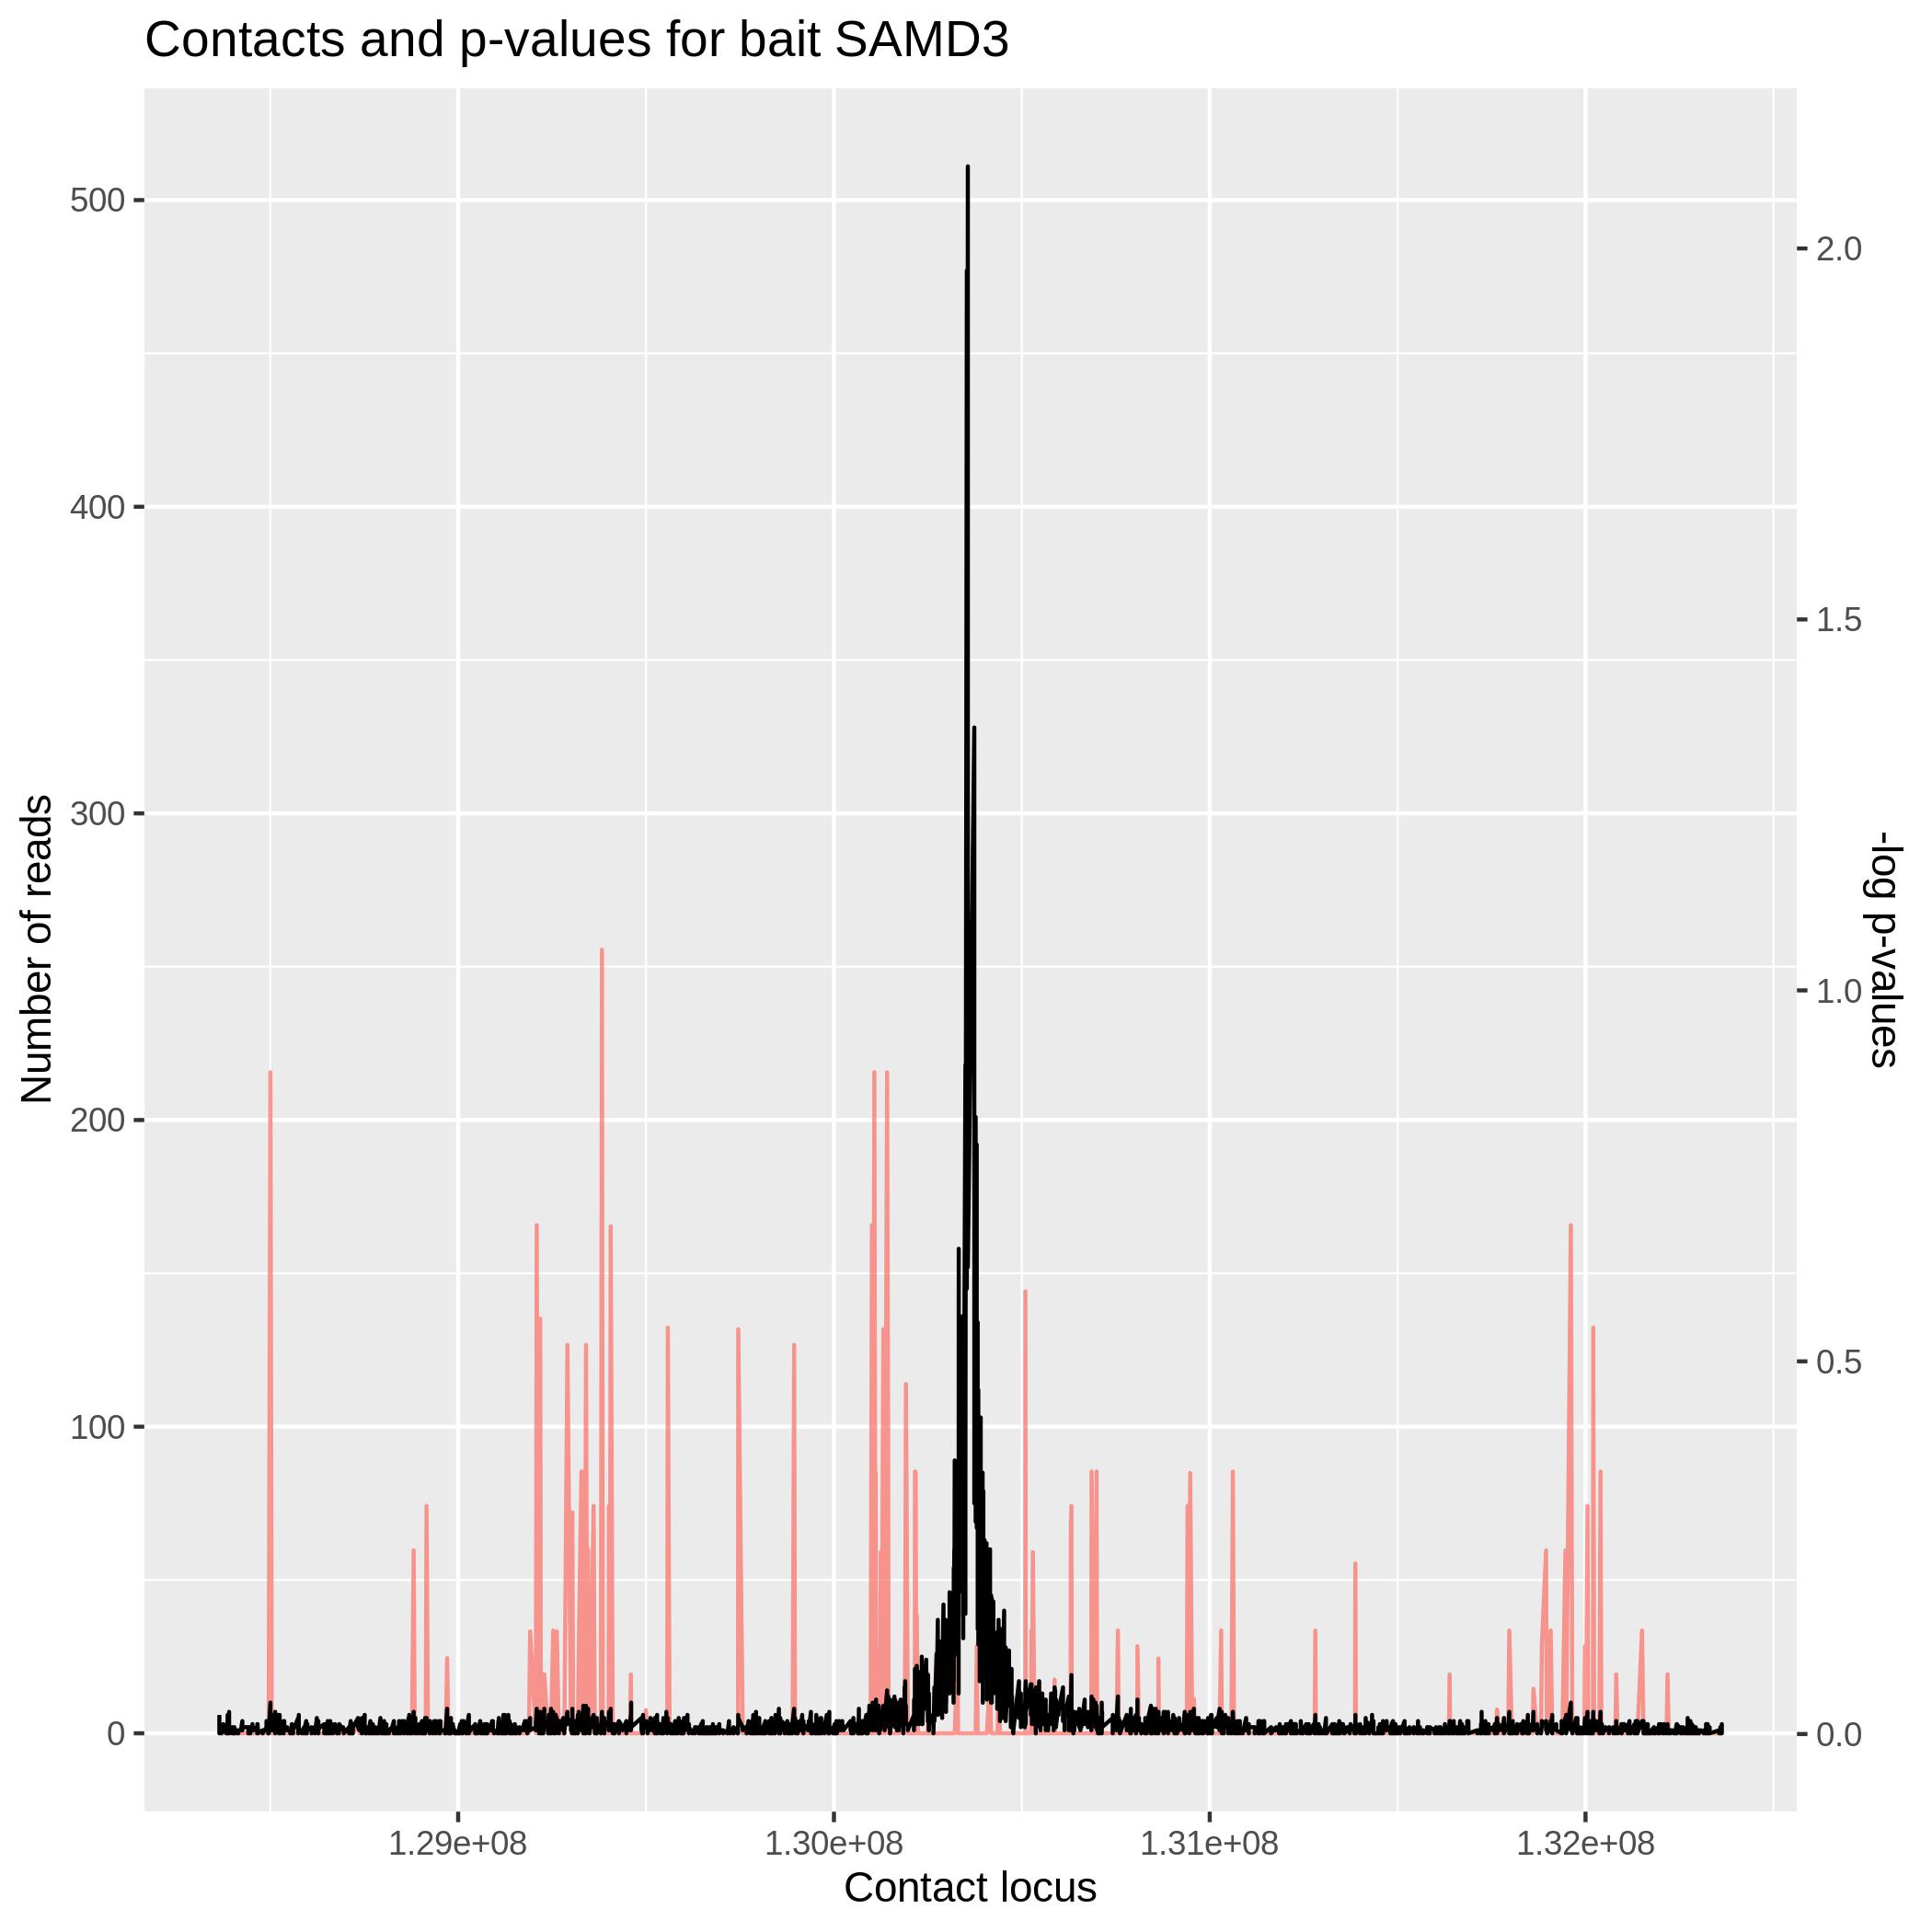 Contacts and p-values for bait SAMD3
500
400
300
200
100
0
Number of reads
2.0
1.5
1.0
0.5
0.0
-log p-values
1.29e+08
1.30e+08
1.31e+08
1.32e+08
Contact locus